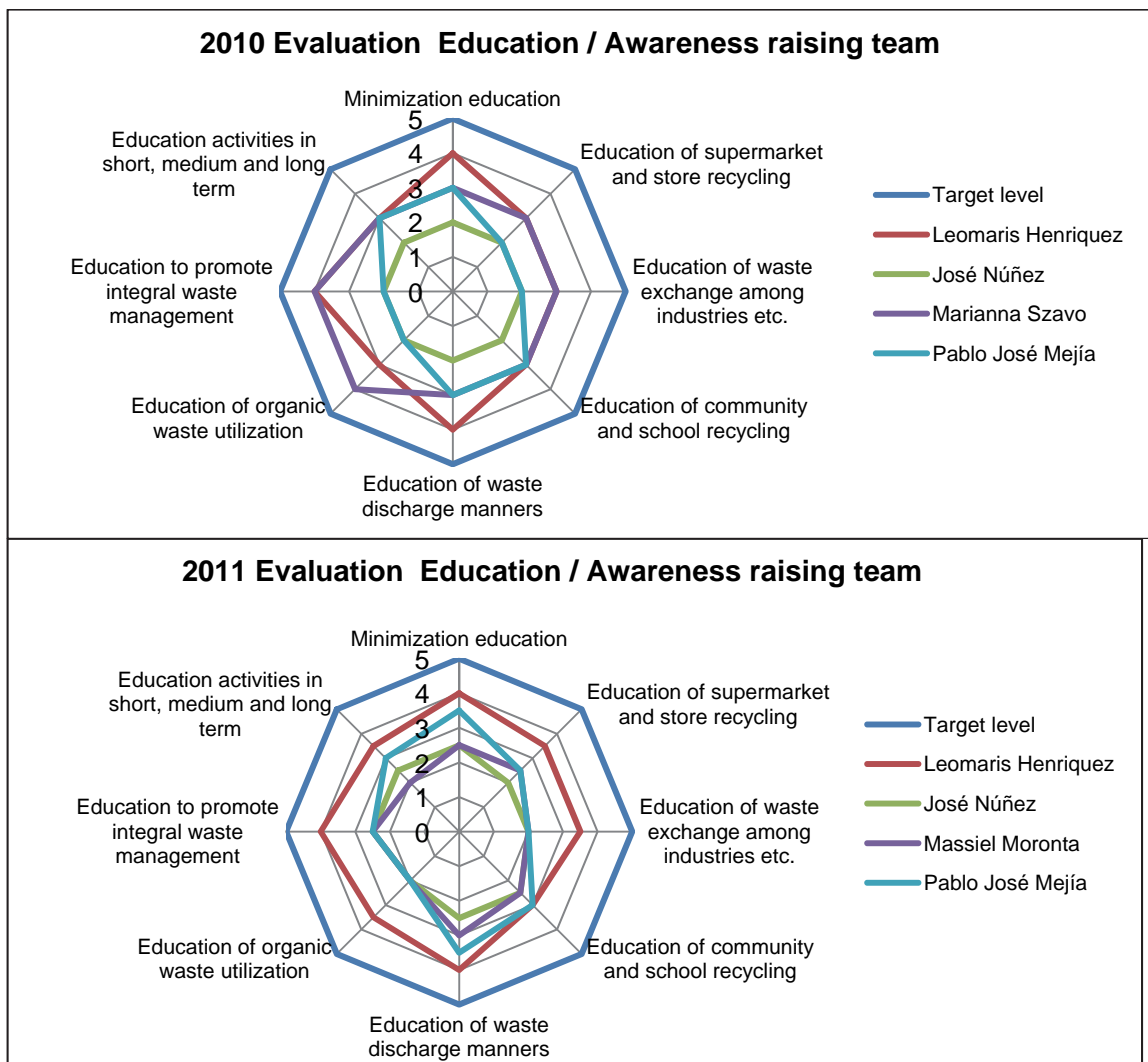 2010 Evaluation  Education / Awareness raising team
Minimization education
Education activities in
short, medium and long
term
Education of supermarket
and store recycling
Education to promote
integral waste
management
Education of waste
exchange among
industries etc.
Education of organic
waste utilization
Education of community
and school recycling
Education of waste
discharge manners
5
4
3
2
1
0
Target level
Leomaris Henriquez
José Núñez
Marianna Szavo
Pablo José Mejía
2011 Evaluation  Education / Awareness raising team
Minimization education
Education activities in
short, medium and long
term
Education of supermarket
and store recycling
Education to promote
integral waste
management
Education of waste
exchange among
industries etc.
Education of organic
waste utilization
Education of community
and school recycling
Education of waste
discharge manners
5
4
3
2
1
0
Target level
Leomaris Henriquez
José Núñez
Massiel Moronta
Pablo José Mejía